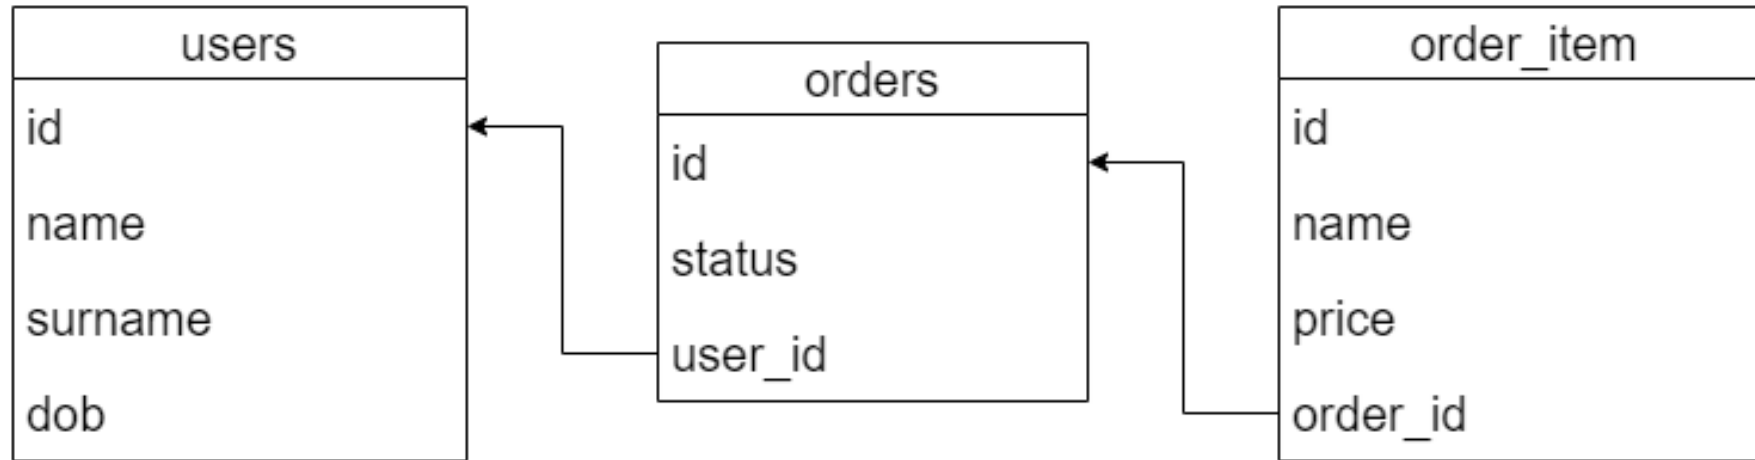 users
id
name
surname
dob
orders
id
status
user_id
order_item
id
name
price
order_id